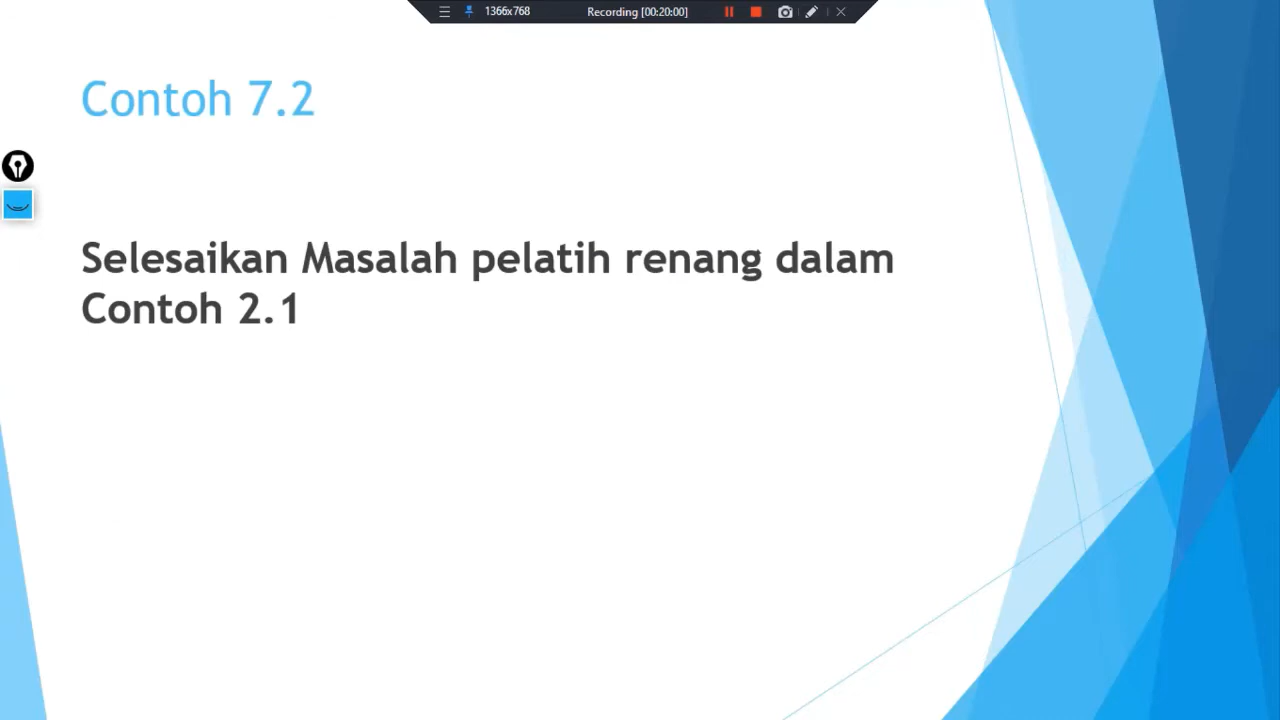 1366x768 Recording [00:20:00]
Contoh 7.2
Selesaikan Masalah pelatih renang dalam
Contoh 2.1